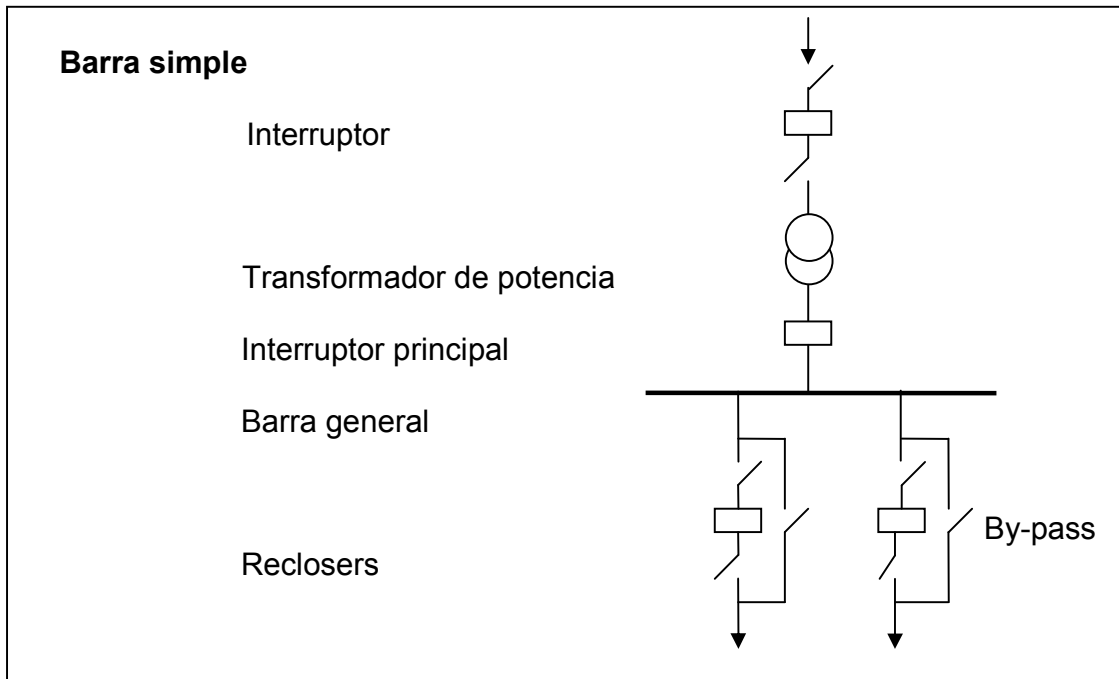 Barra simple
Interruptor
Transformador de potencia
Interruptor principal
Barra general
By-pass
Reclosers